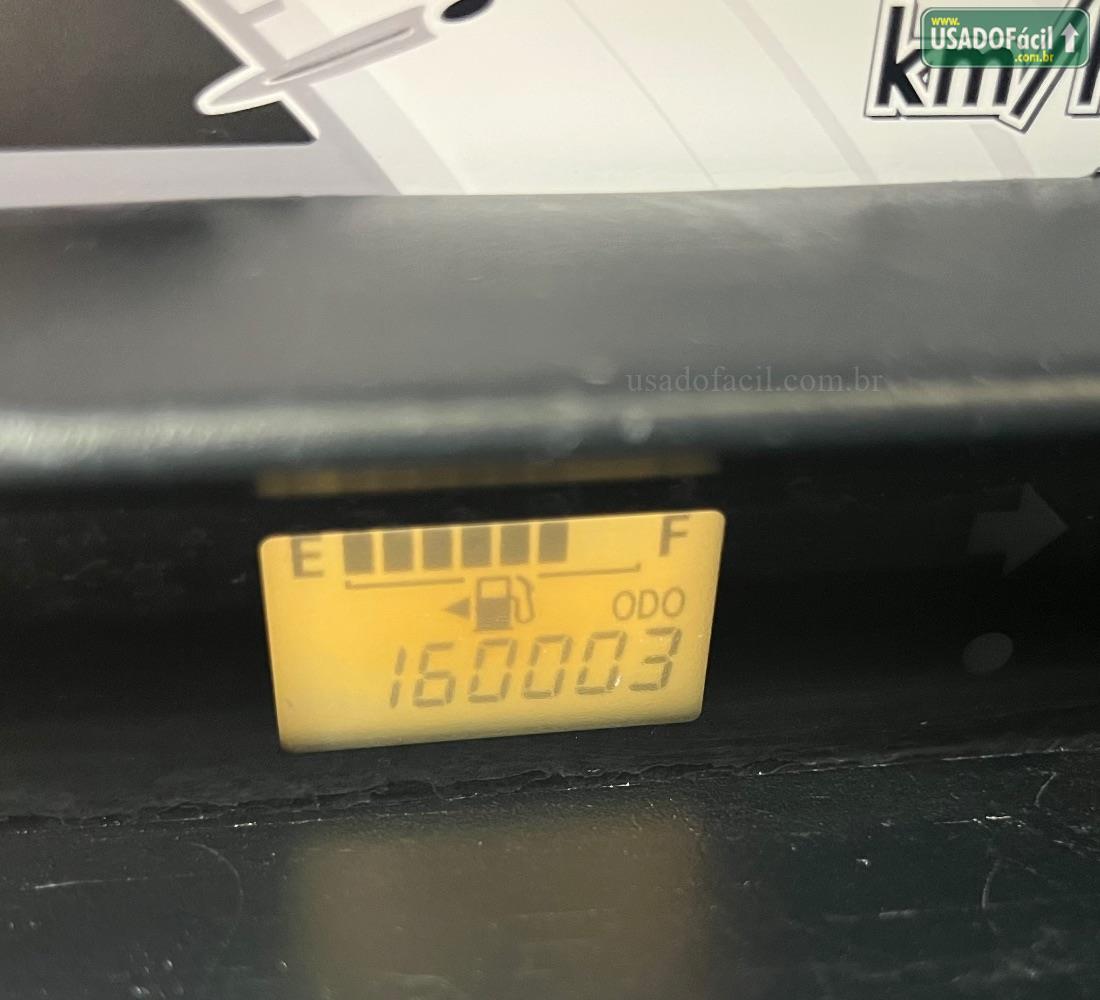 www.
USADOFácil
.com.br
km/
usadofacil.com.br
E F
ODO
160003